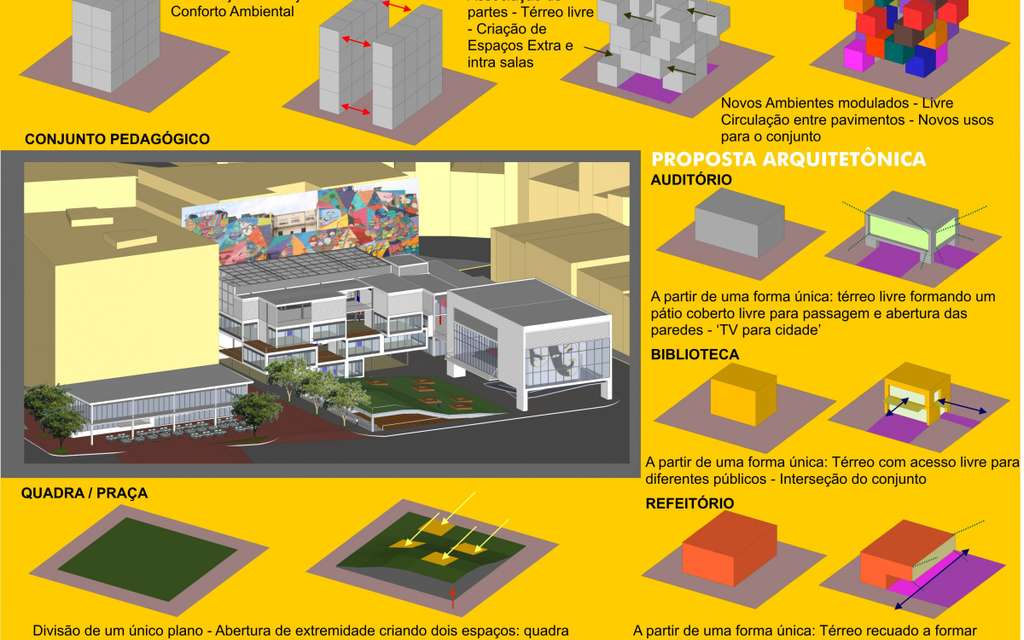 Conforto Ambiental
partes - Térreo livre
- Criação de
Espaços Extra e
intra salas
Novos Ambientes modulados - Livre
Circulação entre pavimentos - Novos usos
para o conjunto
CONJUNTO PEDAGÓGICO
PROPOSTA ARQUITETÔNICA
AUDITÓRIO
A partir de uma forma única: térreo livre formando um
pátio coberto livre para passagem e abertura das
paredes - ‘TV para cidade’
BIBLIOTECA
A partir de uma forma única: Térreo com acesso livre para
diferentes públicos - Interseção do conjunto
QUADRA / PRAÇA
REFEITÓRIO
Divisão de um único plano - Abertura de extremidade criando dois espaços: quadra
A partir de uma forma única: Térreo recuado a formar